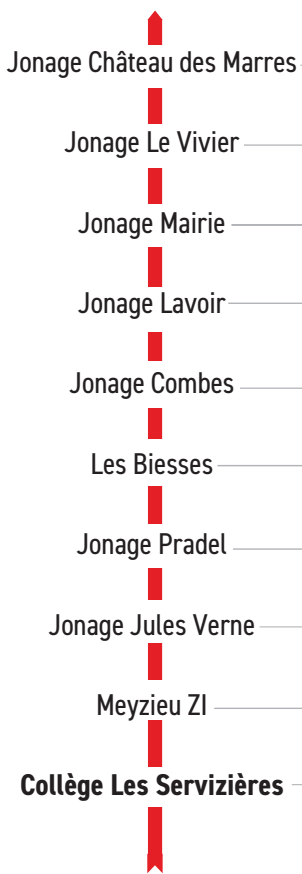 Jonage Château des Marres
Jonage Le Vivier
Jonage Mairie
Jonage Lavoir
Jonage Combes
Les Biesses
Jonage Pradel
Jonage Jules Verne
Meyzieu ZI
Collège Les Servizières